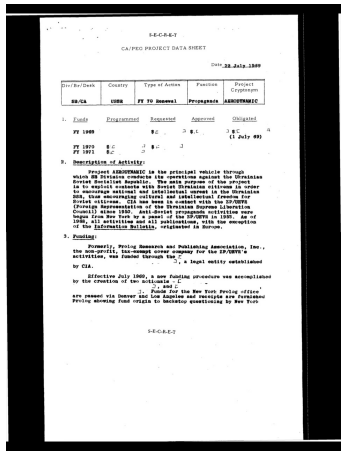 S-E-C-R-E-T
CA/PEG PROJECT DATA SHEET
Date 22 July 1969
Div/Br/Desk Country Type of Action Function Project Cryptonym
SB/CA USSR FY 70 Renewal Propaganda AERODYNAMIC
1. Funds Programmed Requested Approved Obligated
FY 1969 $ $ $
(1 July 69)
FY 1970 $ $
FY 1971 $
2. Description of Activity:
Project AERODYNAMIC is the principal vehicle through
which SB Division conducts its operations against the Ukrainian
Soviet Socialist Republic. The main purpose of the project
is to exploit contacts with Soviet Ukrainian citizens in order
to encourage national and intellectual unrest in the Ukrainian
SSR, thus encouraging cultural and intellectual freedom for
Soviet citizens. CIA has been in contact with the ZP/UHVR
(Foreign Representation of the Ukrainian Supreme Liberation
Council) since 1950. Anti-Soviet propaganda activities were
begun from New York by a panel of the ZP/UHVR in 1955. As of
1968, all activities and all publications, with the exception
of the Information Bulletin, originated in Europe.
3. Funding:
Formerly, Prolog Research and Publishing Association, Inc.,
the non-profit, tax-exempt cover company for the ZP/UHVR's
activities, was funded through the
, a legal entity established
by CIA.
Effective July 1969, a new funding procedure was accomplished
by the creation of two notionals -
, and
. Funds for the New York Prolog office
are passed via Denver and Los Angeles and receipts are furnished
Prolog showing fund origin to backstop questioning by New York
S-E-C-R-E-T